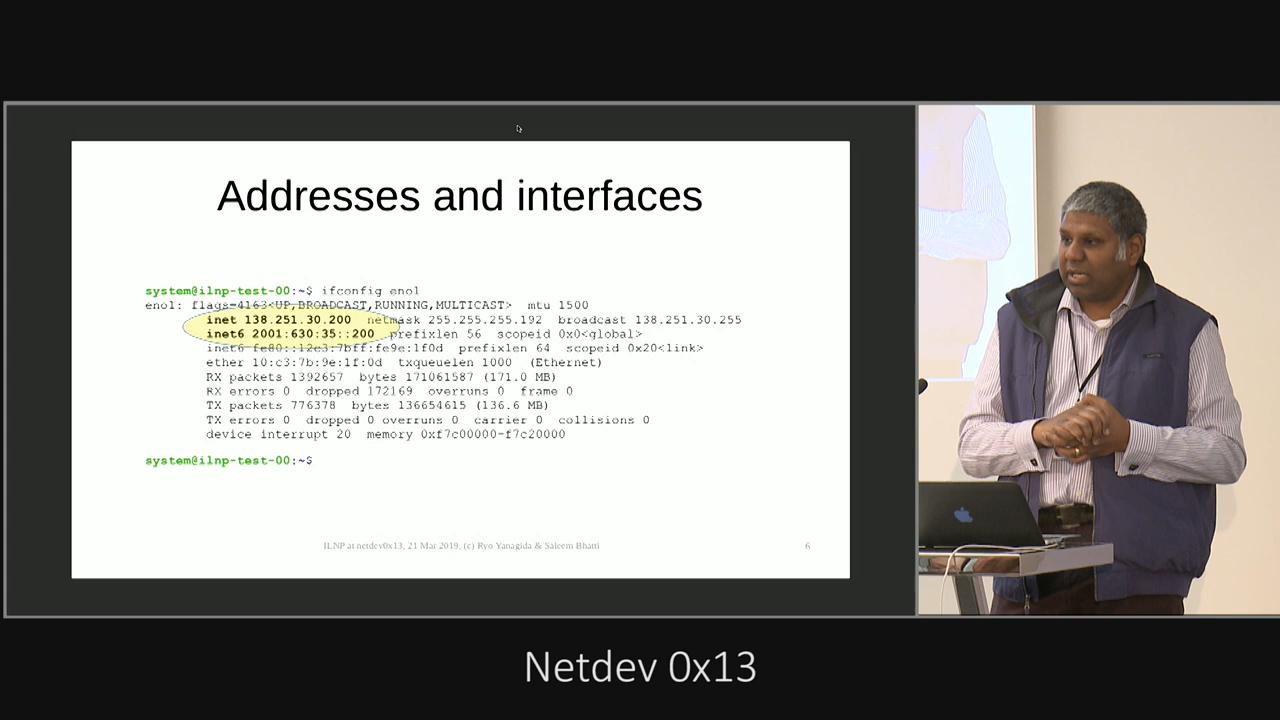 Addresses and interfaces
system@ilnp-test-00:~$ ifconfig eno1
eno1: flags=4163<UP,BROADCAST,RUNNING,MULTICAST> mtu 1500
inet 138.251.30.200 netmask 255.255.255.192 broadcast 138.251.30.255
inet6 2001:630:35::200 prefixlen 56 scopeid 0x0<global>
inet6 fe80::12c3:7bff:fe9e:1f0d prefixlen 64 scopeid 0x20<link>
ether 10:c3:7b:9e:1f:0d txqueuelen 1000 (Ethernet)
RX packets 1392657 bytes 171061587 (171.0 MB)
RX errors 0 dropped 172169 overruns 0 frame 0
TX packets 776378 bytes 136654615 (136.6 MB)
TX errors 0 dropped 0 overruns 0 carrier 0 collisions 0
device interrupt 20 memory 0xf7c00000-f7c20000
system@ilnp-test-00:~$
ILNP at netdev0x13, 21 Mar 2019, (c) Ryo Yanagida & Saleem Bhatti
6
Netdev 0x13